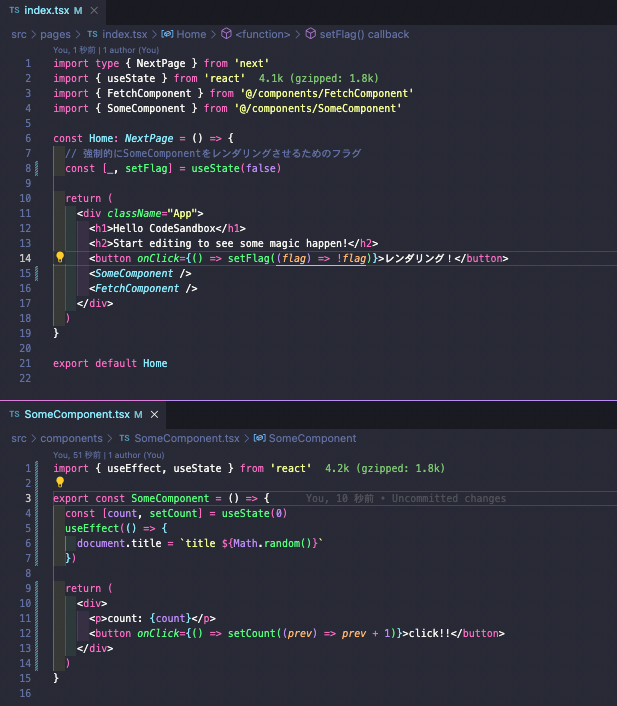 TS index.tsx M ×
src > pages > TS index.tsx > Home > <function> > setFlag() callback
You, 1 秒前 | 1 author (You)
1 import type { NextPage } from 'next'
2 import { useState } from 'react' 4.1k (gzipped: 1.8k)
3 import { FetchComponent } from '@/components/FetchComponent'
4 import { SomeComponent } from '@/components/SomeComponent'
5
6 const Home: NextPage = () => {
7 // 強制的にSomeComponentをレンダリングさせるためのフラグ
8 const [_, setFlag] = useState(false)
9
10 return (
11 <div className="App">
12 <h1>Hello CodeSandbox</h1>
13 <h2>Start editing to see some magic happen!</h2>
14 <button onClick={() => setFlag((flag) => !flag)}>レンダリング！</button>
15 <SomeComponent />
16 <FetchComponent />
17 </div>
18 )
19 }
20
21 export default Home
22
TS SomeComponent.tsx M ×
src > components > TS SomeComponent.tsx > SomeComponent
You, 51 秒前 | 1 author (You)
1 import { useEffect, useState } from 'react' 4.2k (gzipped: 1.8k)
2
3 export const SomeComponent = () => { You, 10 秒前 • Uncommitted changes
4 const [count, setCount] = useState(0)
5 useEffect(() => {
6 document.title = `title ${Math.random()}`
7 })
8
9 return (
10 <div>
11 <p>count: {count}</p>
12 <button onClick={() => setCount((prev) => prev + 1)}>click!!</button>
13 </div>
14 )
15 }
16